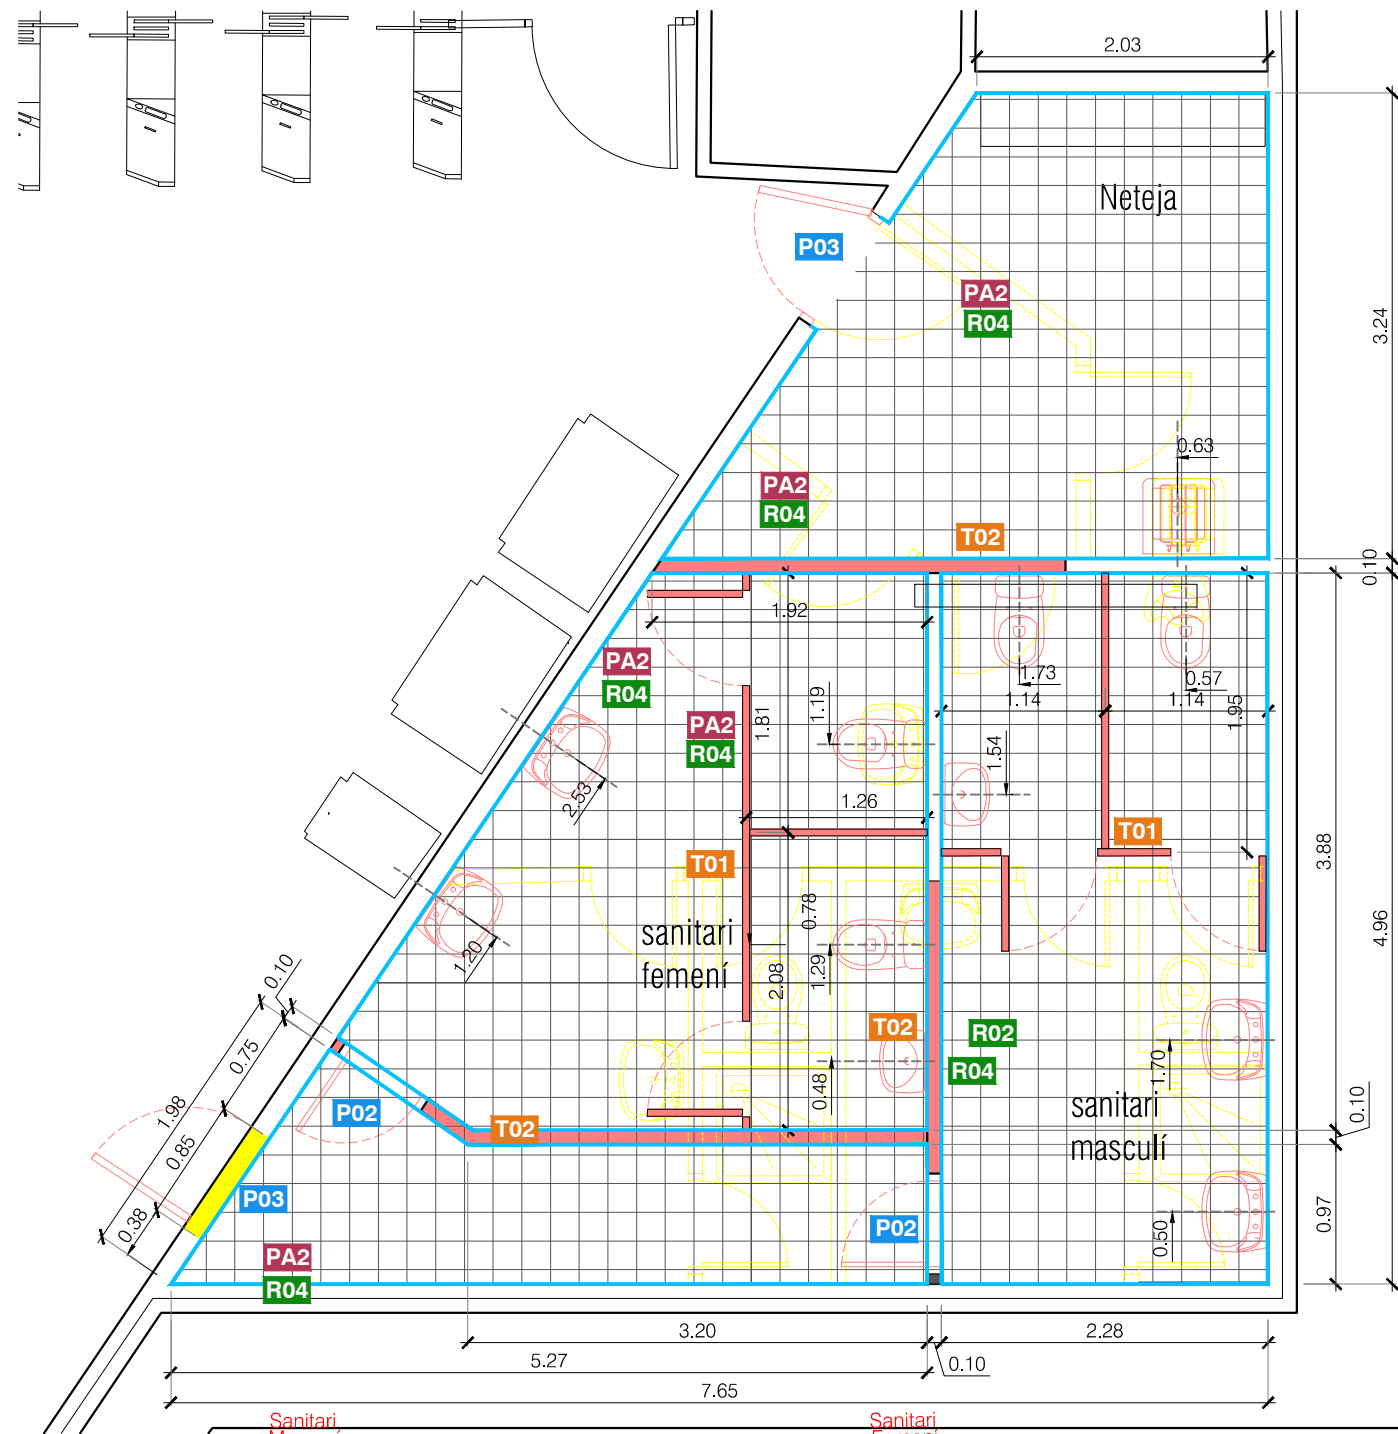 2.03
Neteja
P03
PA2
R04
3.24
0.63
PA2
R04
T02
0.10
1.92
PA2
R04
1.73
1.14
0.57
1.14
1.95
PA2
R04
1.81
1.19
1.54
2.53
1.26
T01
T01
3.88
0.78
sanitari
femení
1.20
2.08
1.29
4.96
0.10
0.75
T02
R02
R04
1.98
0.85
P02
0.48
1.70
sanitari
masculí
0.10
T02
P03
0.38
P02
0.50
0.97
PA2
R04
3.20
2.28
5.27
0.10
7.65
Sanitari
Sanitari